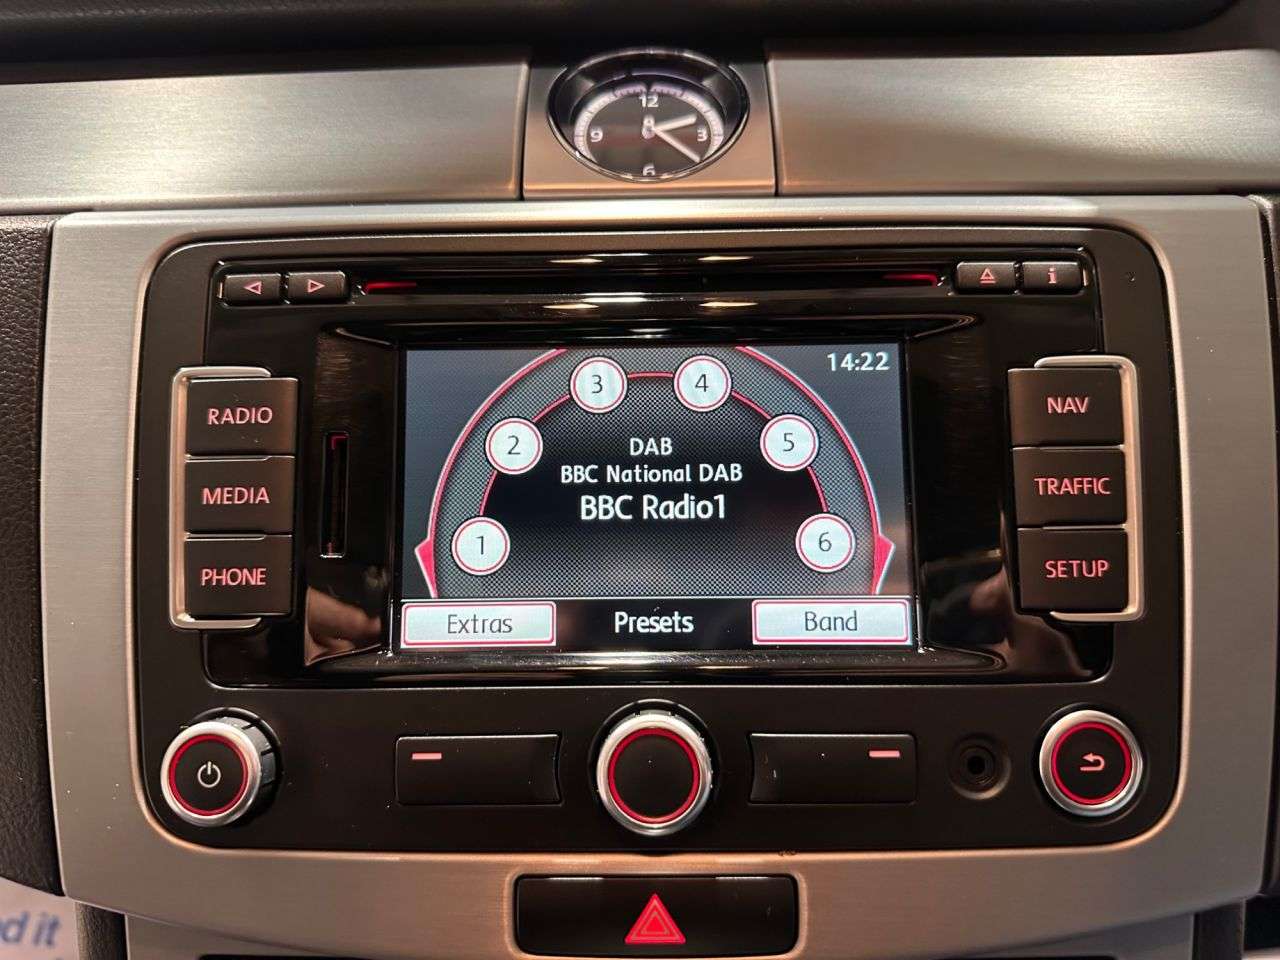 12
9
3
6
i
RADIO
MEDIA
PHONE
14:22
3
4
2
5
1
6
DAB
BBC National DAB
BBC Radio1
Extras
Presets
Band
NAV
TRAFFIC
SETUP
d it